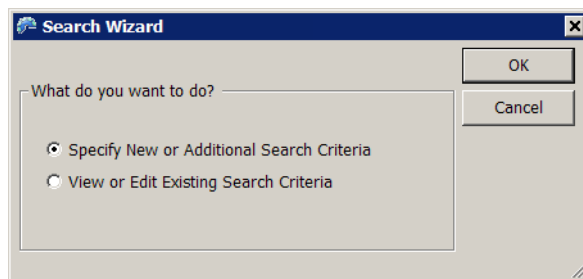 Search Wizard
OK
What do you want to do?
Cancel
Specify New or Additional Search Criteria
View or Edit Existing Search Criteria